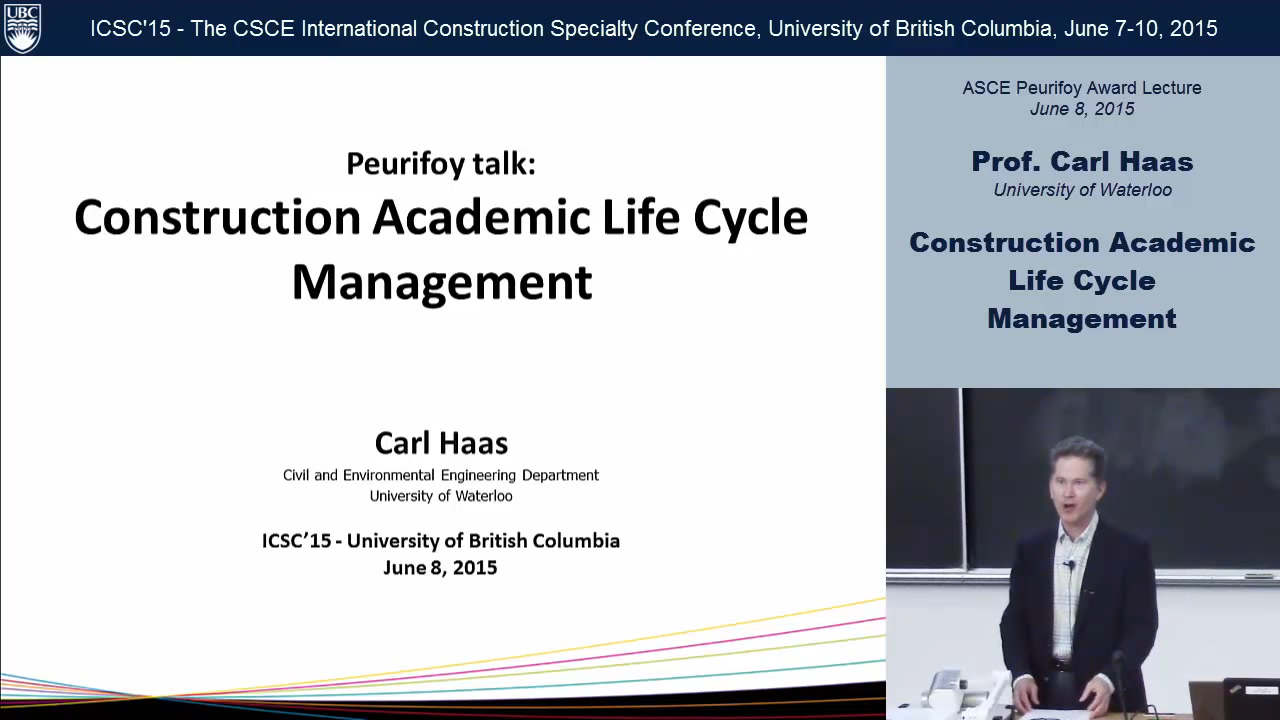 UBC
ICSC'15 - The CSCE International Construction Specialty Conference, University of British Columbia, June 7-10, 2015
Peurifoy talk:
Construction Academic Life Cycle
Management
Carl Haas
Civil and Environmental Engineering Department
University of Waterloo
ICSC’15 - University of British Columbia
June 8, 2015
ASCE Peurifoy Award Lecture
June 8, 2015
Prof. Carl Haas
University of Waterloo
Construction Academic
Life Cycle
Management